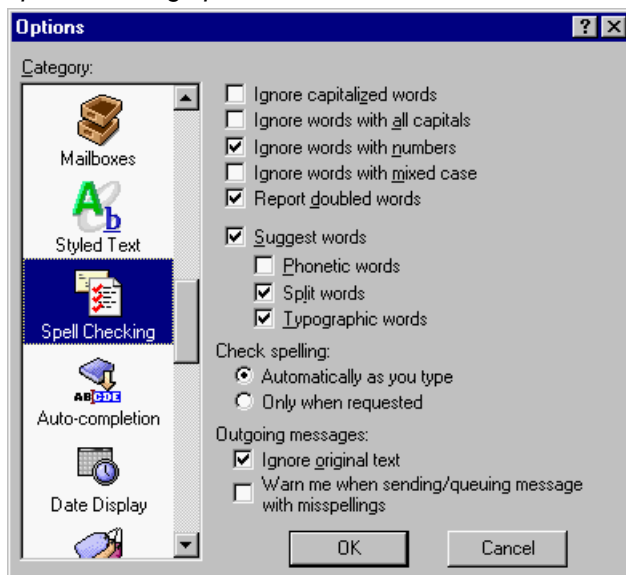 Options
Category:
Mailboxes
Styled Text
Spell Checking
Auto-completion
Date Display
Ignore capitalized words
Ignore words with all capitals
Ignore words with numbers
Ignore words with mixed case
Report doubled words
Suggest words
Phonetic words
Split words
Typographic words
Check spelling:
Automatically as you type
Only when requested
Outgoing messages:
Ignore original text
Warn me when sending/queuing message
with misspellings
OK
Cancel